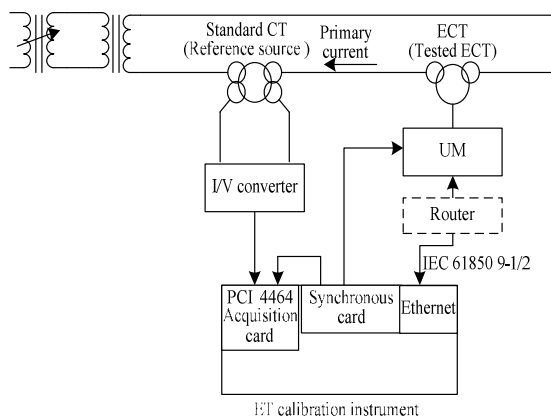 Standard CT
(Reference source )
Primary
current
ECT
(Tested ECT)
UM
I/V converter
Router
IEC 61850 9-1/2
PCI 4464
Acquisition
card
Synchronous
card
Ethernet
ET calibration instrument